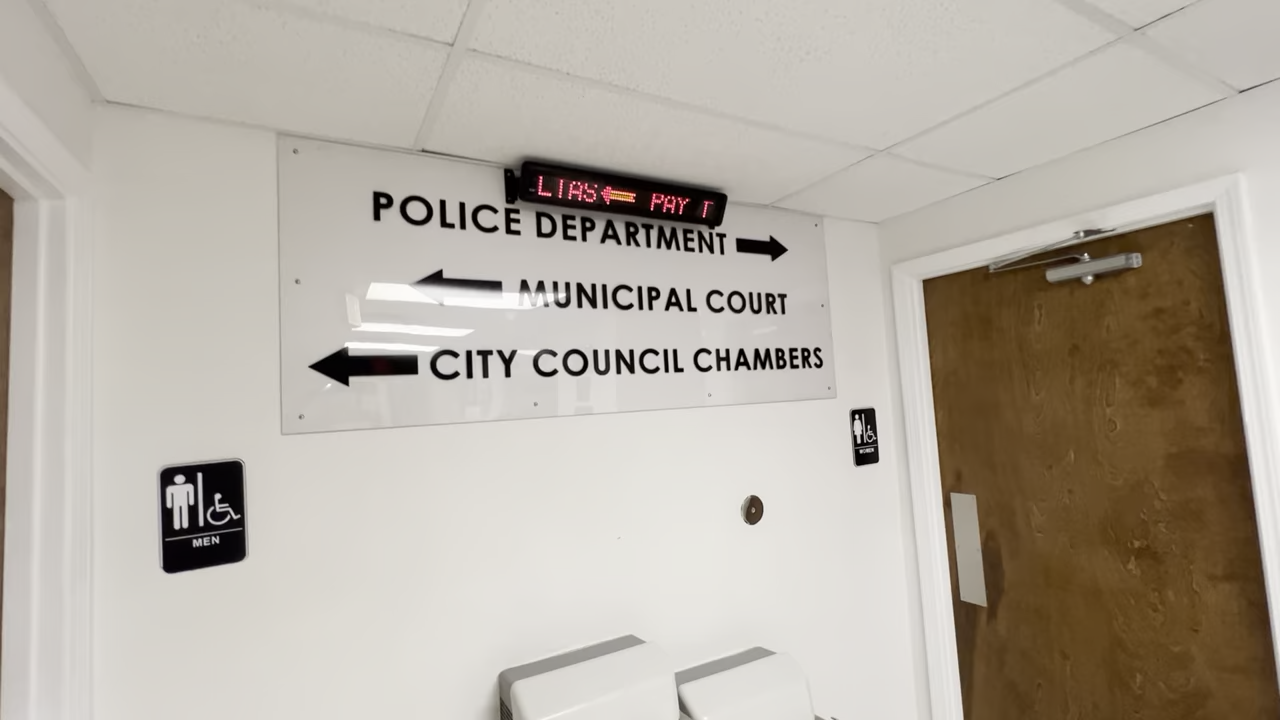 LIAS PAY T
POLICE DEPARTMENT
MUNICIPAL COURT
CITY COUNCIL CHAMBERS
MEN
WOMEN